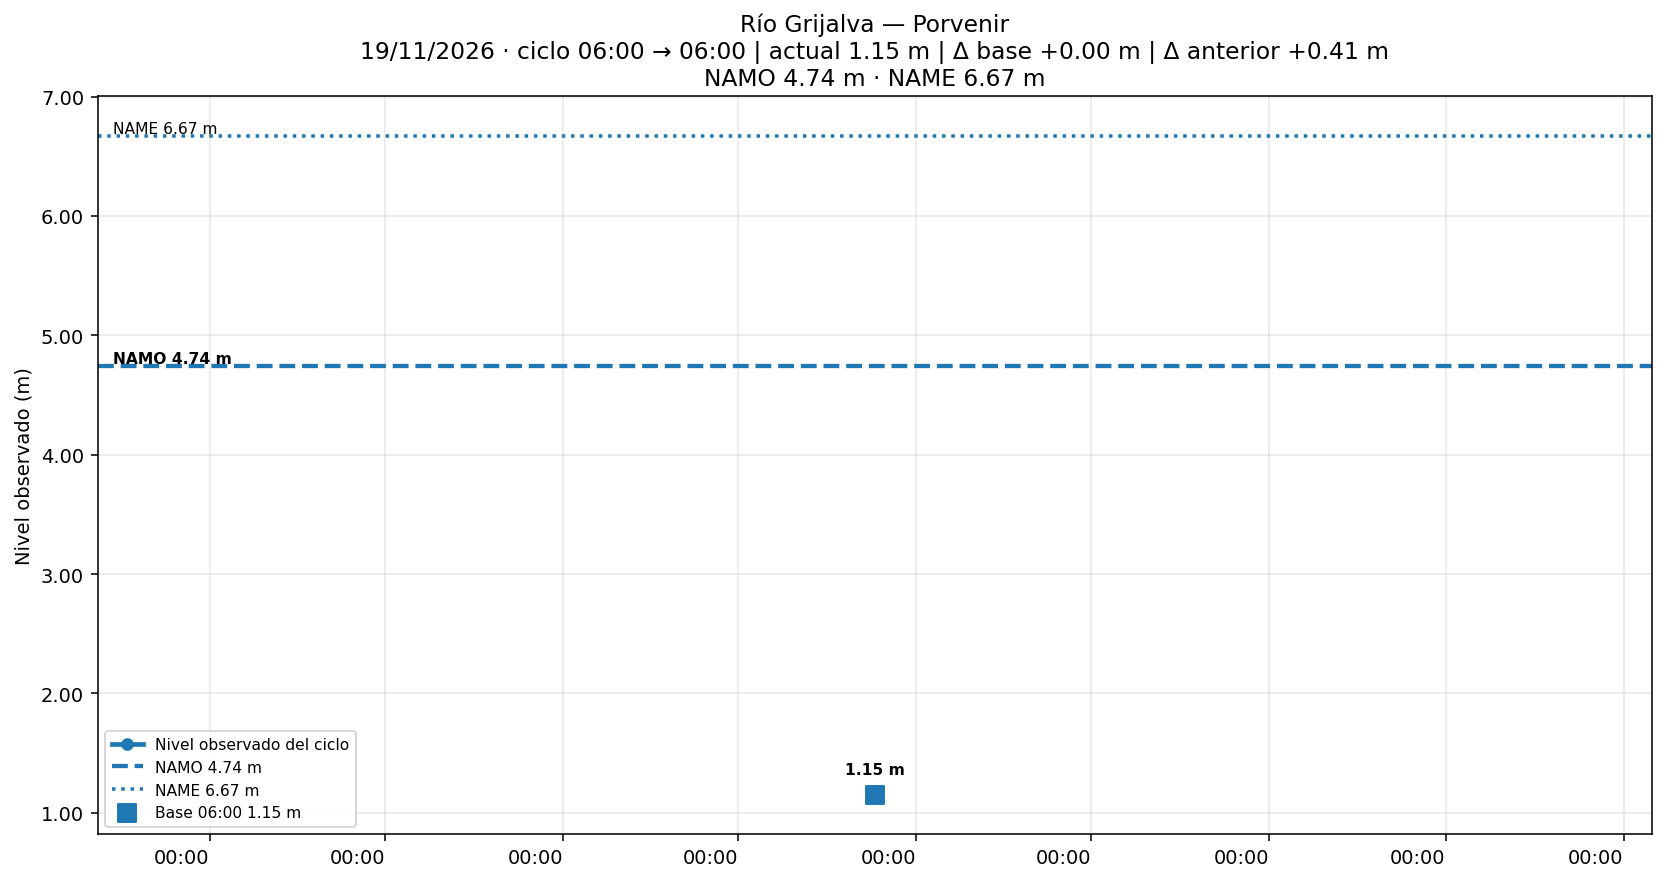 Río Grijalva — Porvenir
19/11/2026 · ciclo 06:00 → 06:00 | actual 1.15 m | Δ base +0.00 m | Δ anterior +0.41 m
NAMO 4.74 m · NAME 6.67 m
7.00
NAME 6.67 m
6.00
5.00
NAMO 4.74 m
4.00
Nivel observado (m)
3.00
2.00
1.00
1.15 m
Nivel observado del ciclo
NAMO 4.74 m
NAME 6.67 m
Base 06:00 1.15 m
00:00 00:00 00:00 00:00 00:00 00:00 00:00 00:00 00:00